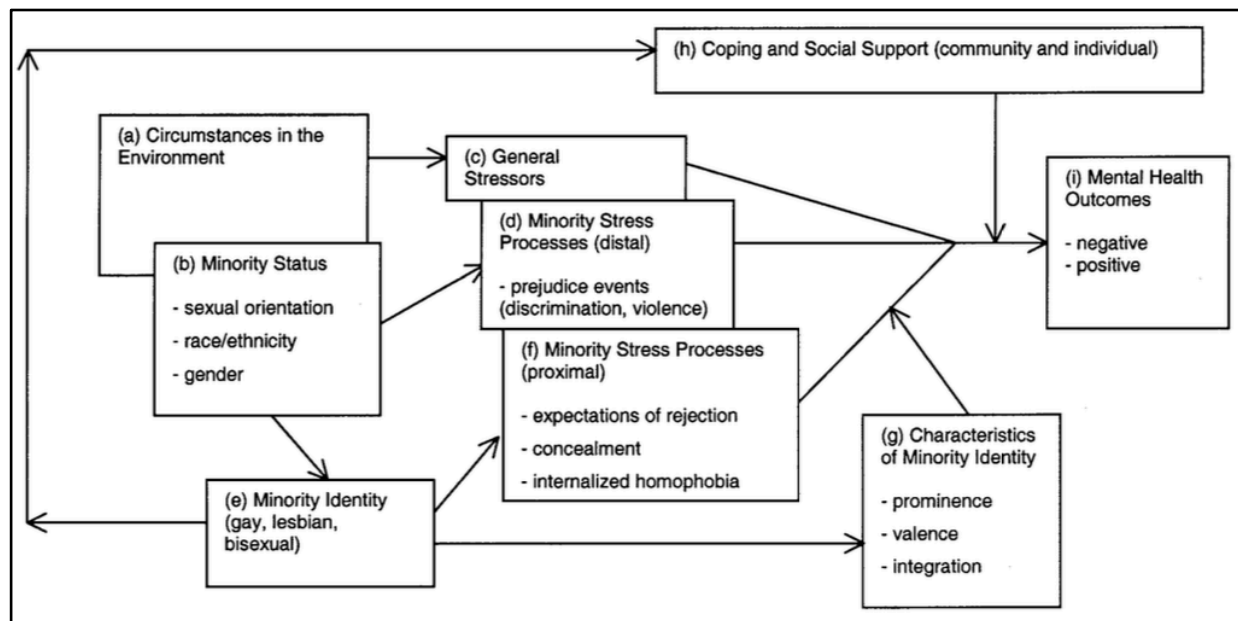 (h) Coping and Social Support (community and individual)
(a) Circumstances in the
Environment
(c) General
Stressors
(i) Mental Health
Outcomes
- negative
- positive
(d) Minority Stress
Processes (distal)
- prejudice events
(discrimination, violence)
(b) Minority Status
- sexual orientation
- race/ethnicity
- gender
(f) Minority Stress Processes
(proximal)
- expectations of rejection
- concealment
- internalized homophobia
(g) Characteristics
of Minority Identity
- prominence
- valence
- integration
(e) Minority Identity
(gay, lesbian,
bisexual)